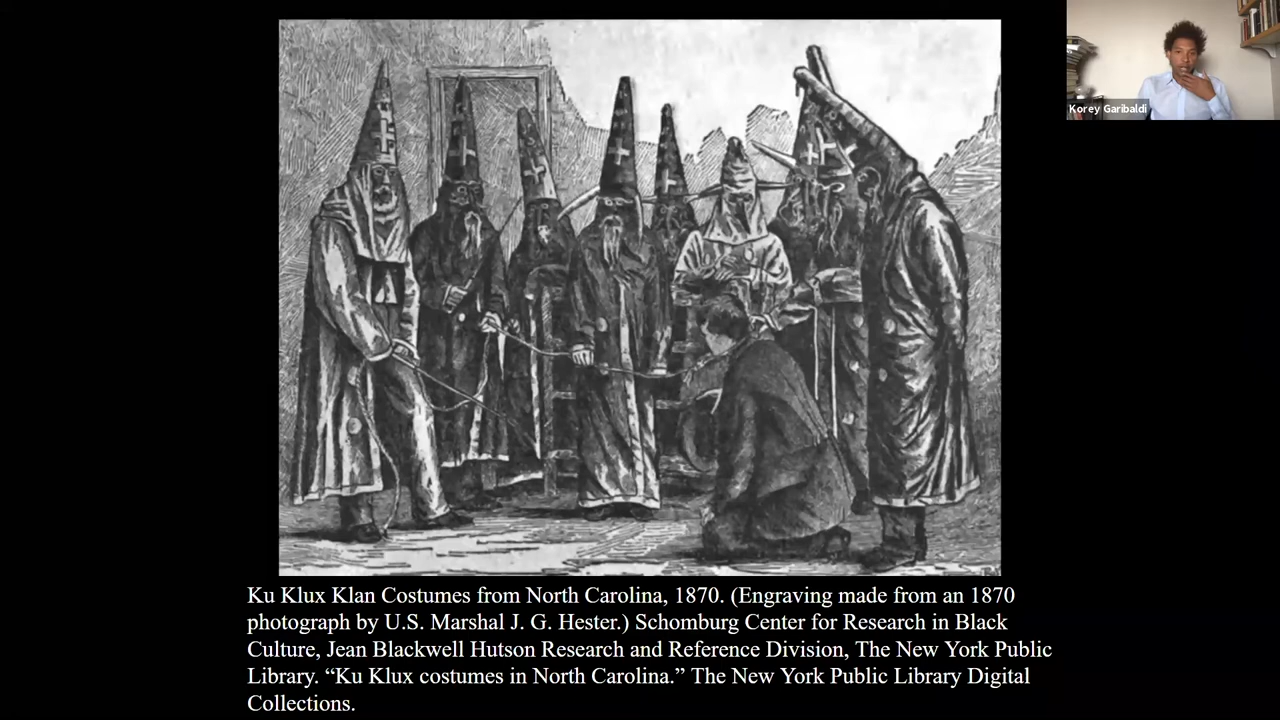 Korey Garibaldi
Ku Klux Klan Costumes from North Carolina, 1870. (Engraving made from an 1870
photograph by U.S. Marshal J. G. Hester.) Schomburg Center for Research in Black
Culture, Jean Blackwell Hutson Research and Reference Division, The New York Public
Library. “Ku Klux costumes in North Carolina.” The New York Public Library Digital
Collections.